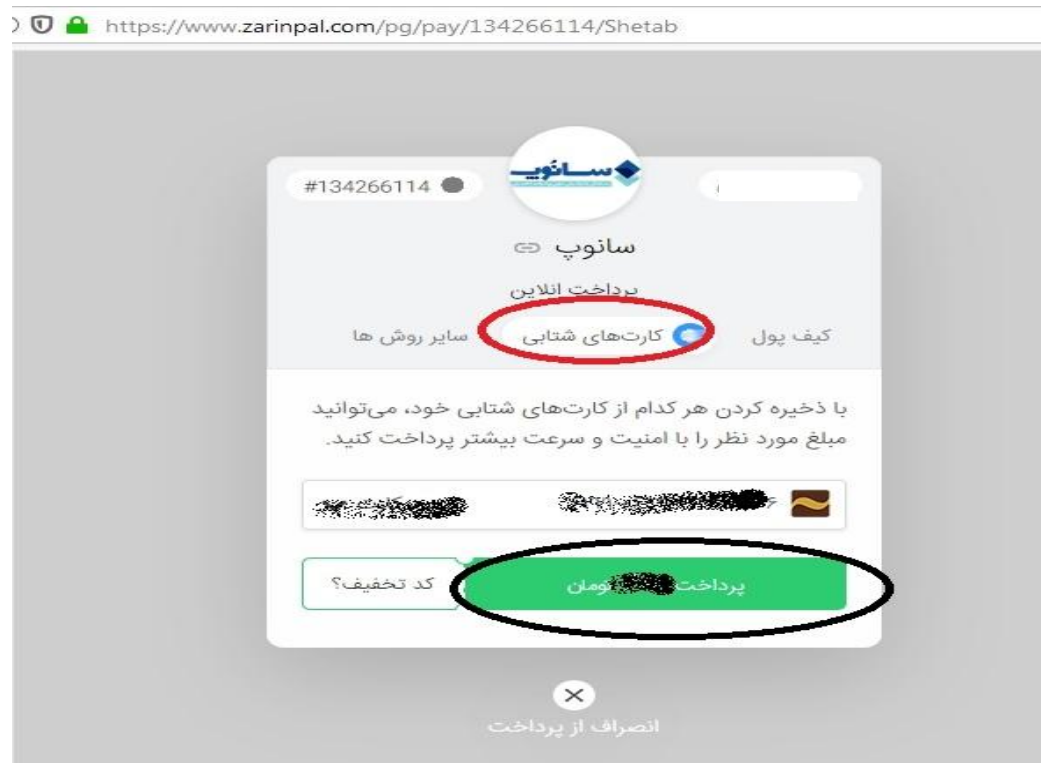 https://www.zarinpal.com/pg/pay/134266114/Shetab
سانوپ
#134266114
سانوپ
پرداخت انلاین
کیف پول
کارت‌های شتابی
سایر روش ها
با ذخیره کردن هر کدام از کارت‌های شتابی خود، می‌توانید
مبلغ مورد نظر را با امنیت و سرعت بیشتر پرداخت کنید.
پرداخت تومان
کد تخفیف؟
انصراف از پرداخت